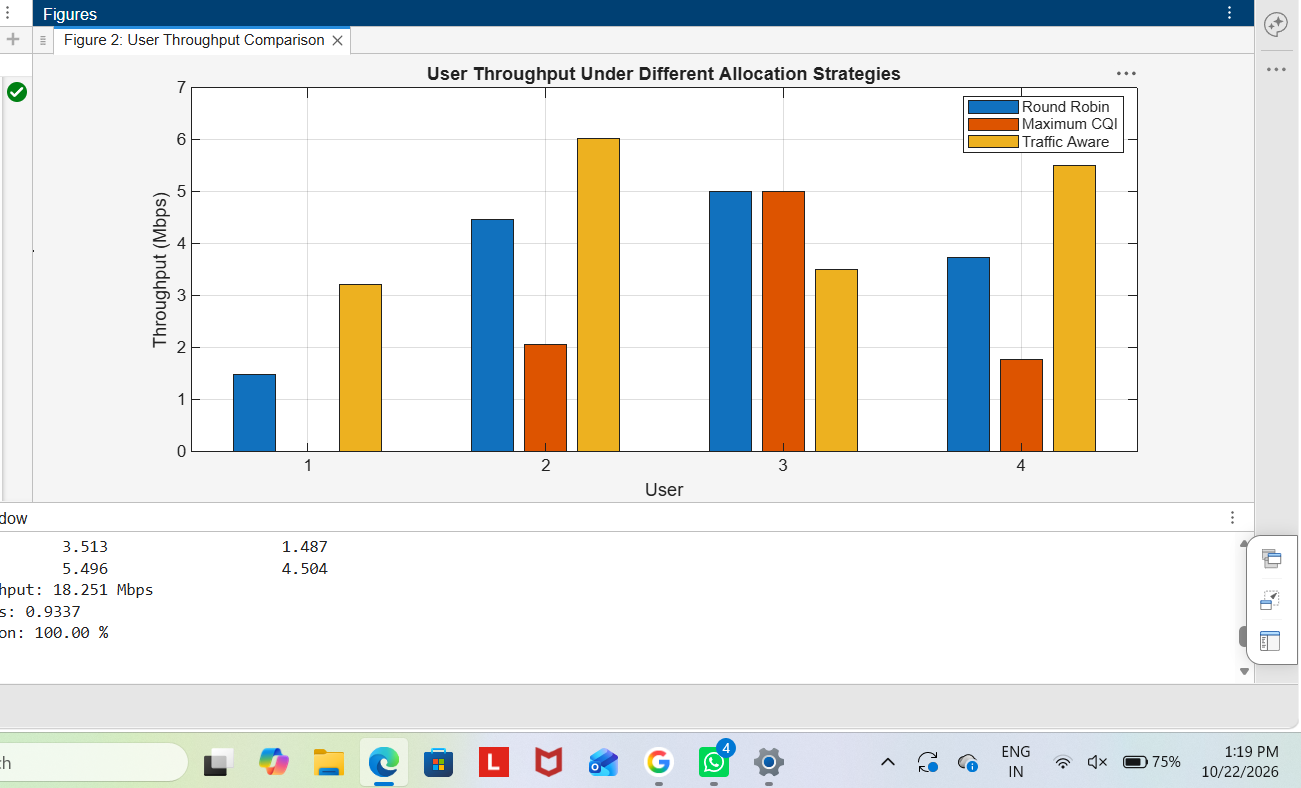 Figures
Figure 2: User Throughput Comparison
User Throughput Under Different Allocation Strategies
Round Robin
Maximum CQI
Traffic Aware
Throughput (Mbps)
7
6
5
4
3
2
1
0
1 2 3 4
User
dow
3.513 1.487
5.496 4.504
hput: 18.251 Mbps
s: 0.9337
on: 100.00 %
ch
L
4
ENG
IN
75%
1:19 PM
10/22/2026